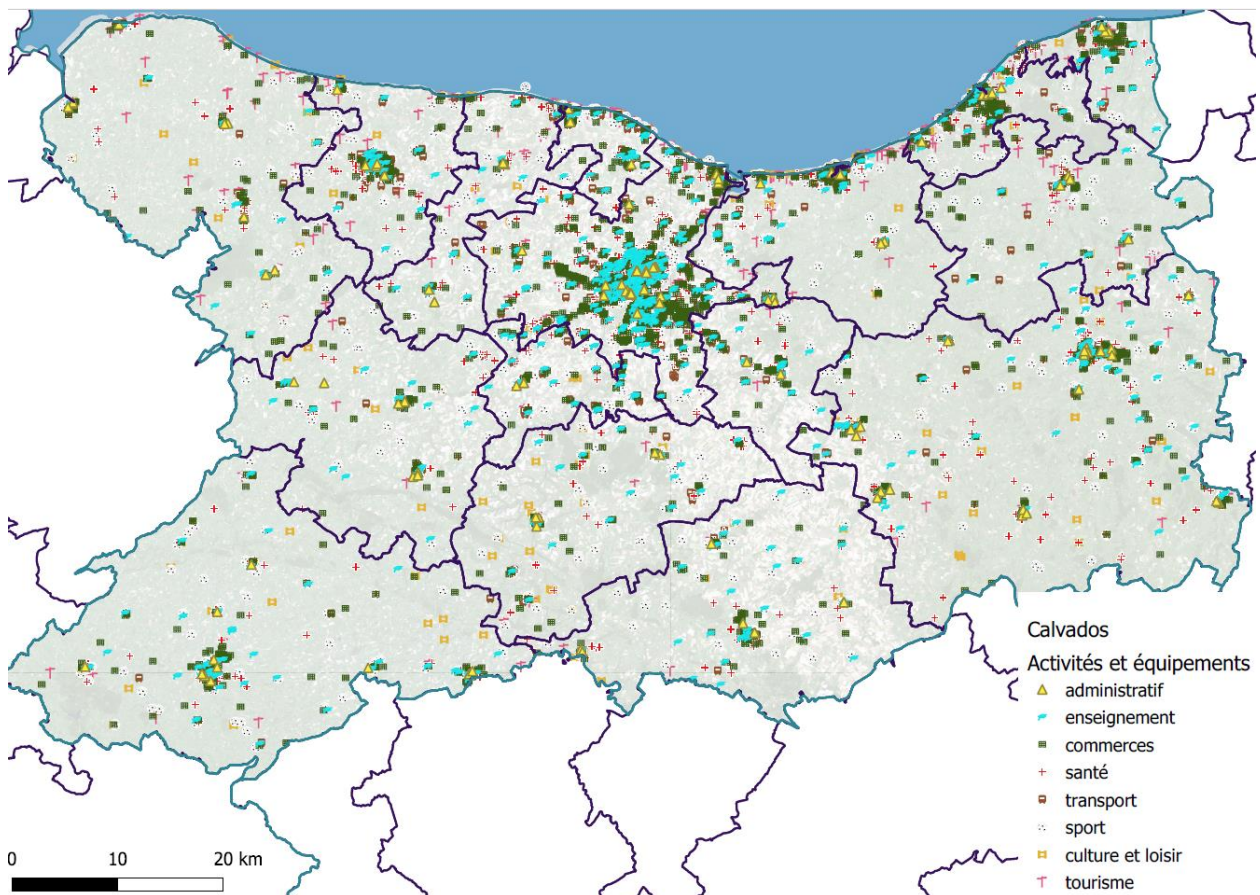 Calvados
Activités et équipements
administratif
enseignement
commerces
santé
transport
sport
culture et loisir
tourisme
0 10 20 km